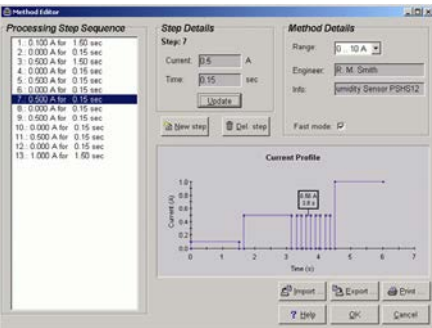 Method Editor
Processing Step Sequence
1.: 0.100 A for 1.50 sec
2.: 0.000 A for 0.15 sec
3.: 0.500 A for 1.50 sec
4.: 0.000 A for 0.15 sec
5.: 0.500 A for 0.15 sec
6.: 0.000 A for 0.15 sec
7.: 0.500 A for 0.15 sec
8.: 0.000 A for 0.15 sec
9.: 0.500 A for 0.15 sec
10.: 0.000 A for 0.15 sec
11.: 0.500 A for 0.15 sec
12.: 0.000 A for 0.15 sec
13.: 1.000 A for 1.50 sec
Step Details
Step: 7
Current: 0.5 A
Time: 0.15 sec
Update
New step
Del. step
Method Details
Range: 0 ... 10 A
Engineer: R. M. Smith
Info: umidity Sensor PSHS12
Fast mode:
Current Profile
Current (A)
1.0
0.8
0.6
0.4
0.2
0.0
0.50 A
3.8 s
0 1 2 3 4 5 6 7
Time (s)
Import ...
Export ...
Print ...
? Help
OK
Cancel